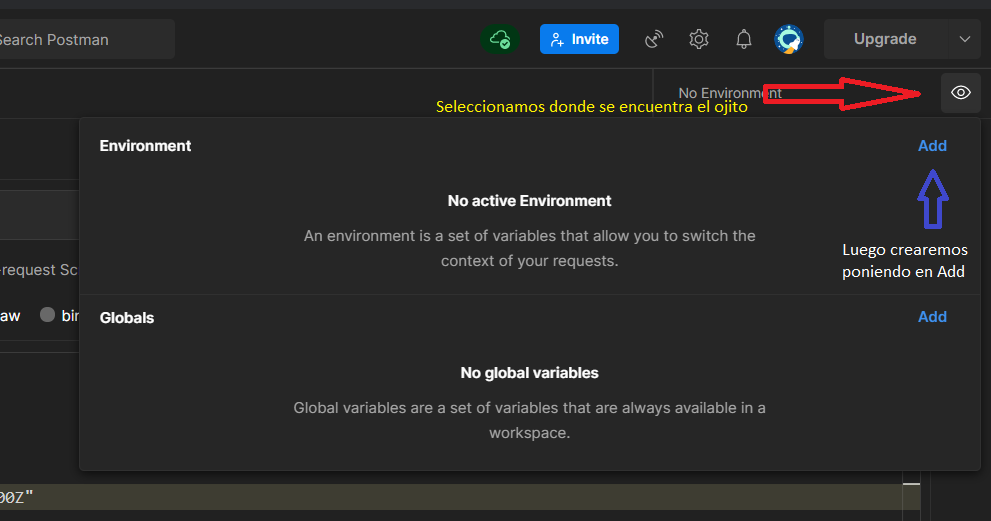 Search Postman
Invite
Upgrade
No Environment
Seleccionamos donde se encuentra el ojito
Environment
Add
No active Environment
An environment is a set of variables that allow you to switch the
context of your requests.
Luego crearemos
poniendo en Add
-request Sc
aw
bin
Globals
Add
No global variables
Global variables are a set of variables that are always available in a
workspace.
00Z"